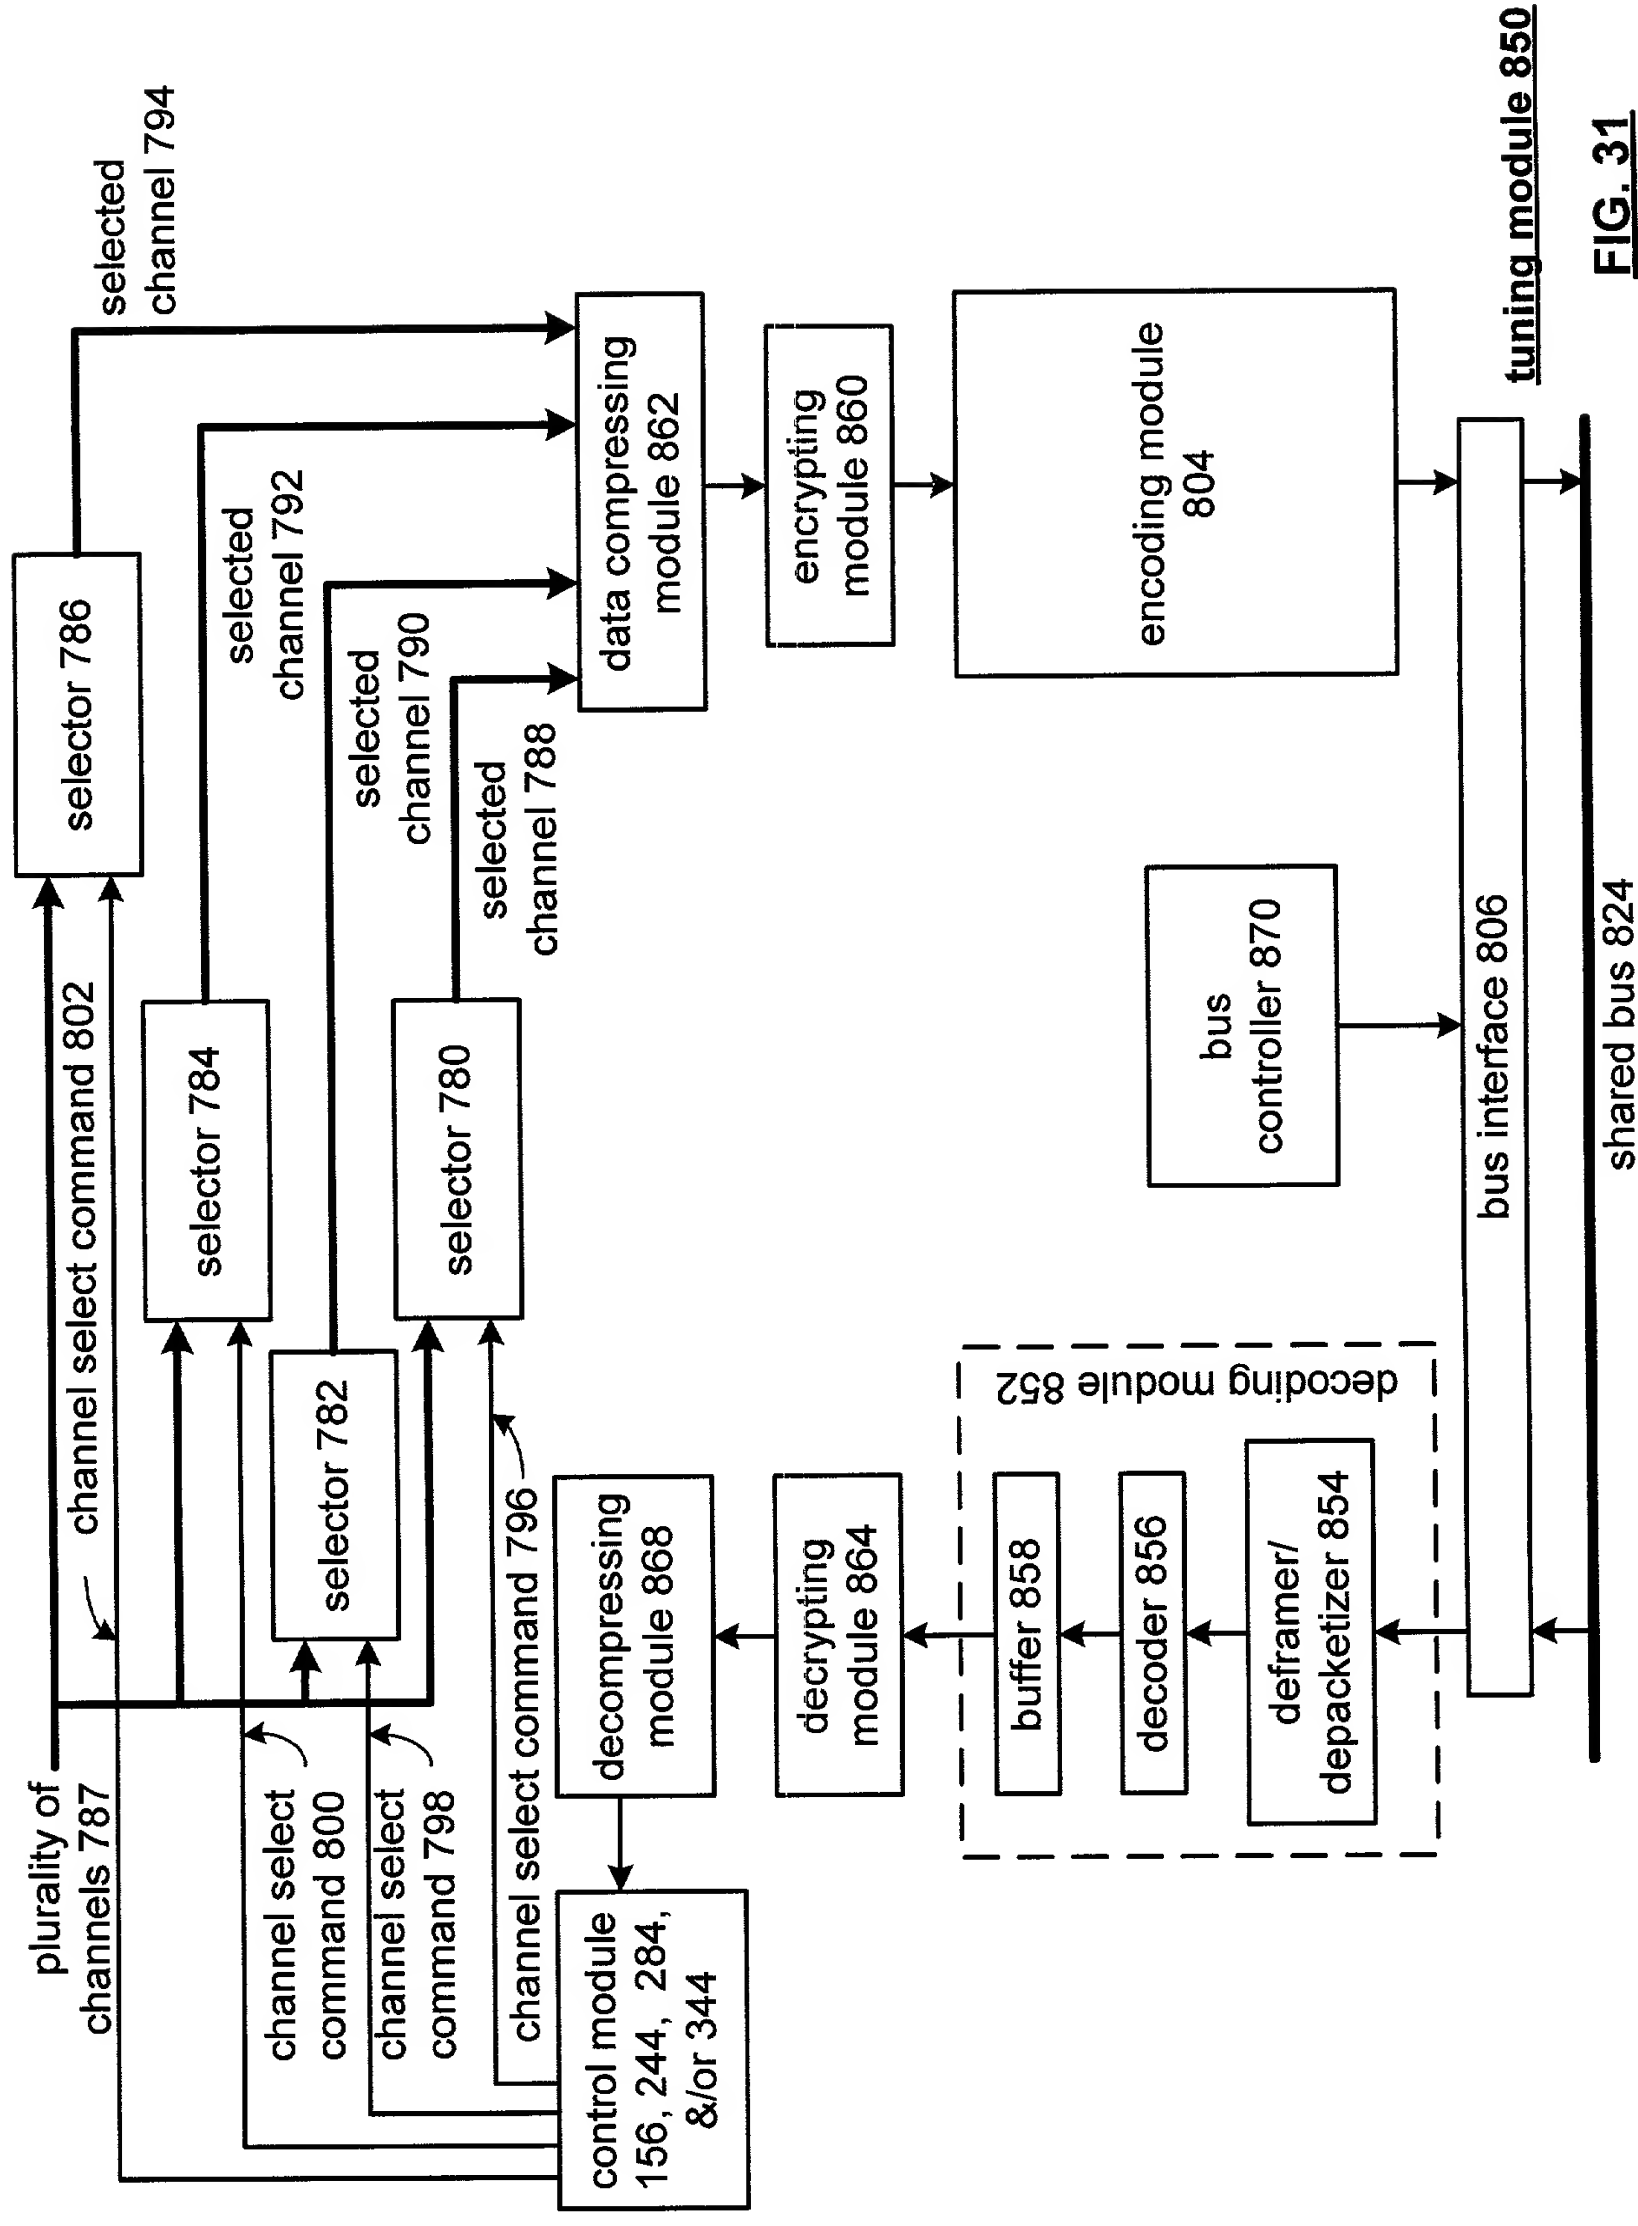 plurality of
channels 787
channel select command 802
selector 786
selected
channel 794
selector 784
selected
channel 792
channel select
command 800
selector 782
selected
channel 790
channel select
command 798
selector 780
selected
channel 788
channel select command 796
control module
156, 244, 284,
&/or 344
decompressing
module 868
data compressing
module 862
decrypting
module 864
encrypting
module 860
buffer 858
decoder 856
deframer/
depacketizer 854
decoding module 852
bus
controller 870
encoding module
804
bus interface 806
shared bus 824
tuning module 850
FIG. 31